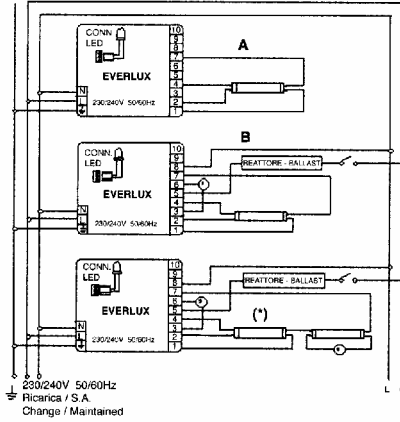 CONN.
LED
EVERLUX
N
L
230/240V 50/60Hz
10
9
8
7
6
5
4
3
2
1
A
CONN.
LED
EVERLUX
N
L
230/240V 50/60Hz
10
9
8
7
6
5
4
3
2
1
B
REATTORE - BALLAST
CONN.
LED
EVERLUX
N
L
230/240V 50/60Hz
10
9
8
7
6
5
4
3
2
1
REATTORE - BALLAST
(*)
230/240V 50/60Hz
Ricarica / S.A.
Change / Maintained
L